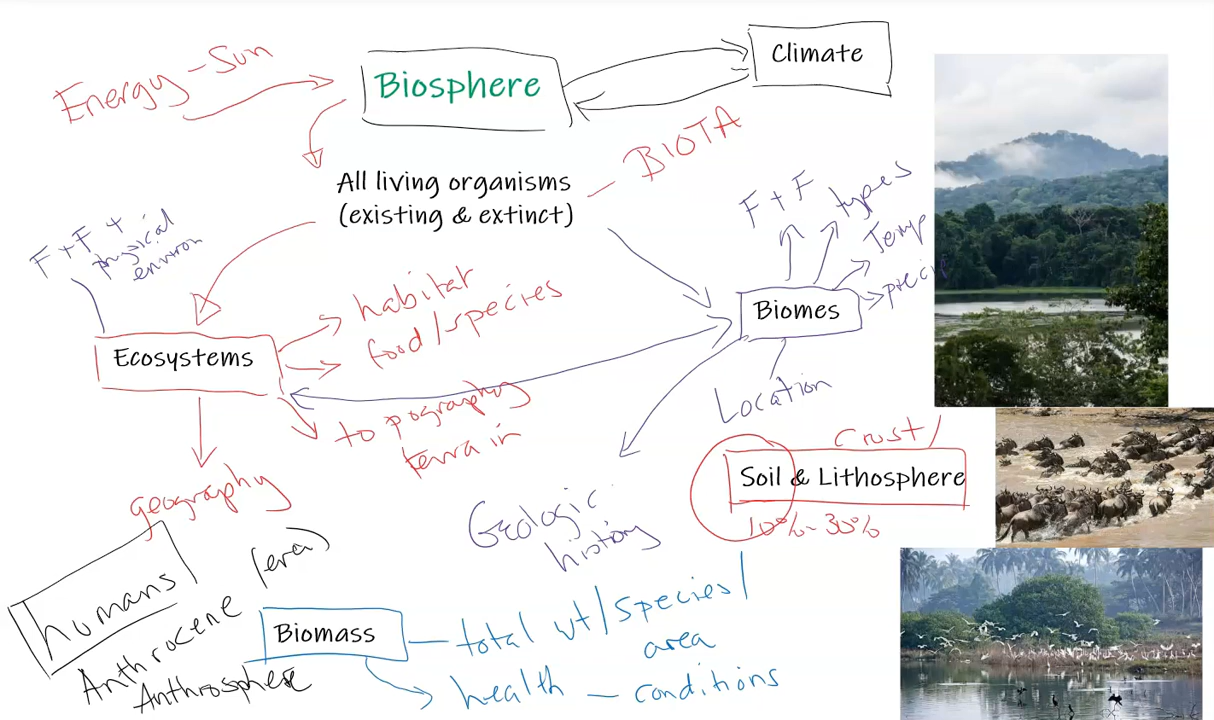 Energy - Sun
Biosphere
Climate
All living organisms
(existing & extinct)
BIOTA
F + F +
physical
environ
F + F
types
Temp
preci
Ecosystems
habitat
food/species
Biomes
topography
terrain
Location
geography
Crust/
Soil & Lithosphere
10% - 30%
Geologic
history
humans
Anthrocene (era)
Anthrosphere
Biomass
total wt/species/
area
health - conditions